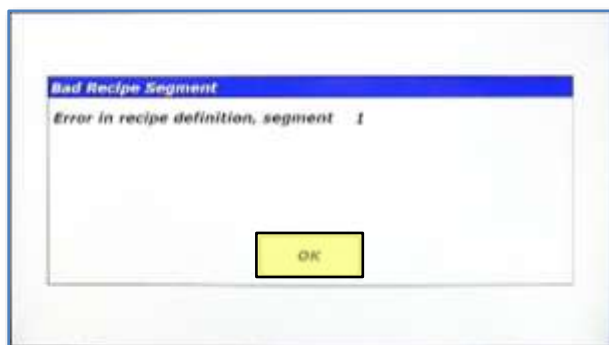 Bad Recipe Segment
Error in recipe definition, segment 1
OK